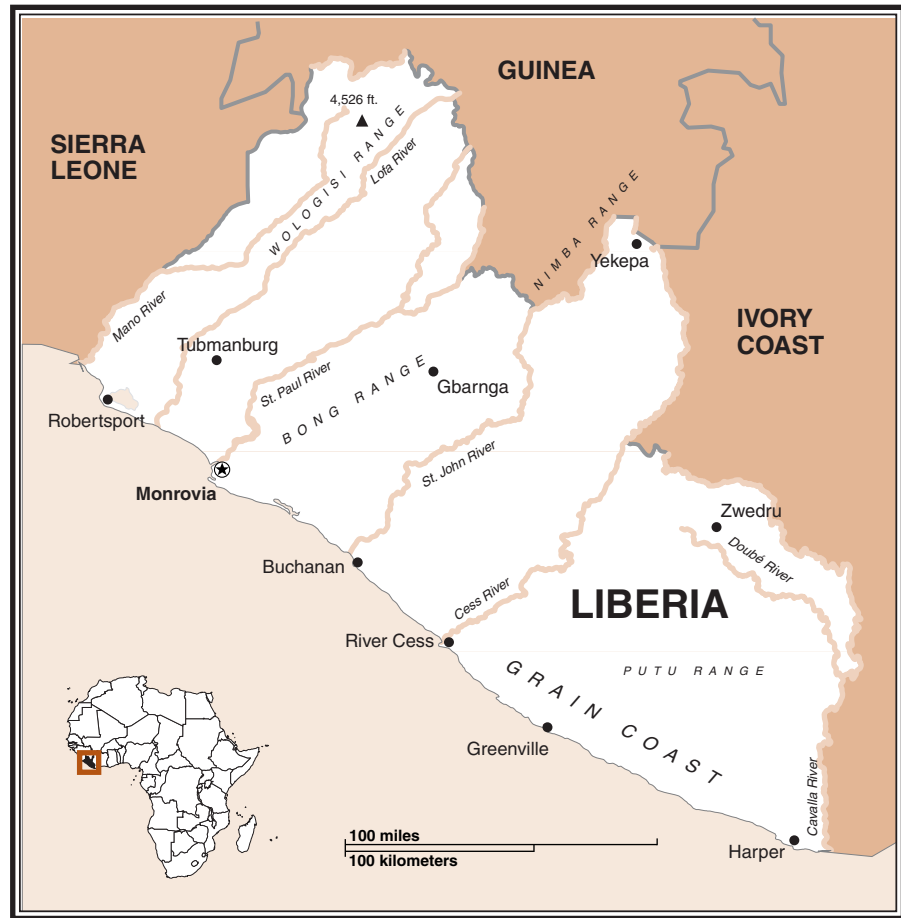 GUINEA
4,526 ft.
SIERRA
LEONE
WOLOGISI RANGE
Lofa River
NIMBA RANGE
Yekepa
Mano River
IVORY
COAST
Tubmanburg
St. Paul River
BONG RANGE
Gbarnga
Robertsport
St. John River
Monrovia
Zwedru
Doubé River
Buchanan
Cess River
LIBERIA
River Cess
GRAIN COAST
PUTU RANGE
Greenville
Cavalla River
100 miles
100 kilometers
Harper